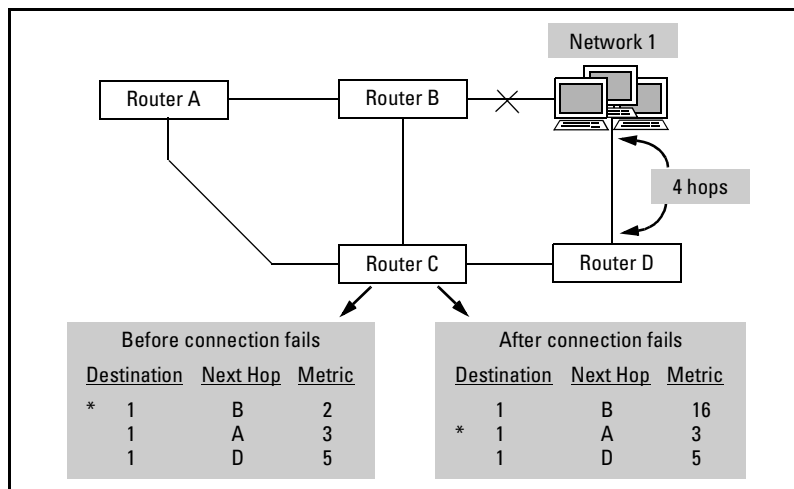 Network 1
Router A
Router B
4 hops
Router C
Router D
Before connection fails
Destination Next Hop Metric
* 1 B 2
1 A 3
1 D 5
After connection fails
Destination Next Hop Metric
1 B 16
* 1 A 3
1 D 5